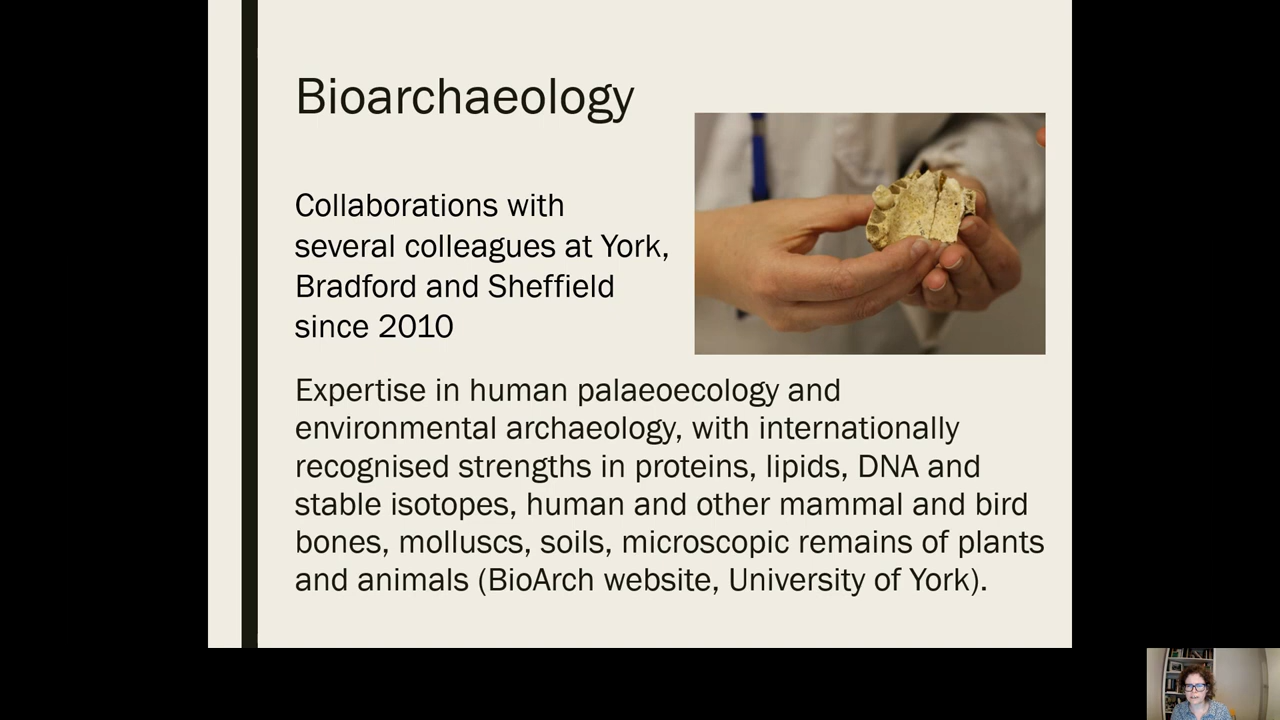 Bioarchaeology
Collaborations with
several colleagues at York,
Bradford and Sheffield
since 2010
Expertise in human palaeoecology and
environmental archaeology, with internationally
recognised strengths in proteins, lipids, DNA and
stable isotopes, human and other mammal and bird
bones, molluscs, soils, microscopic remains of plants
and animals (BioArch website, University of York).